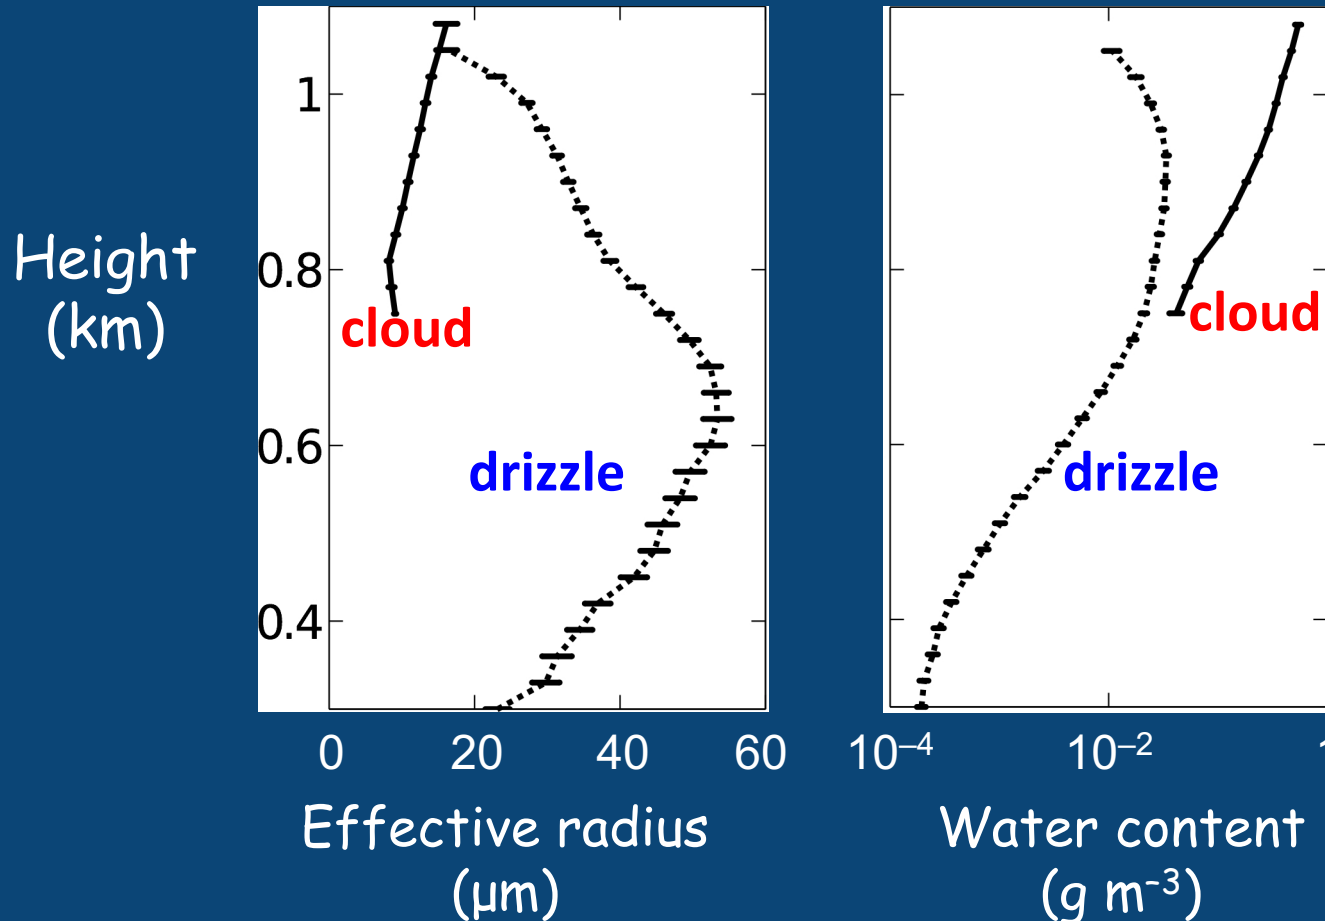 Height
(km)
1
0.8
0.6
0.4
cloud
drizzle
0 20 40 60
Effective radius
(μm)
cloud
drizzle
10⁻⁴ 10⁻² 1
Water content
(g m⁻³)